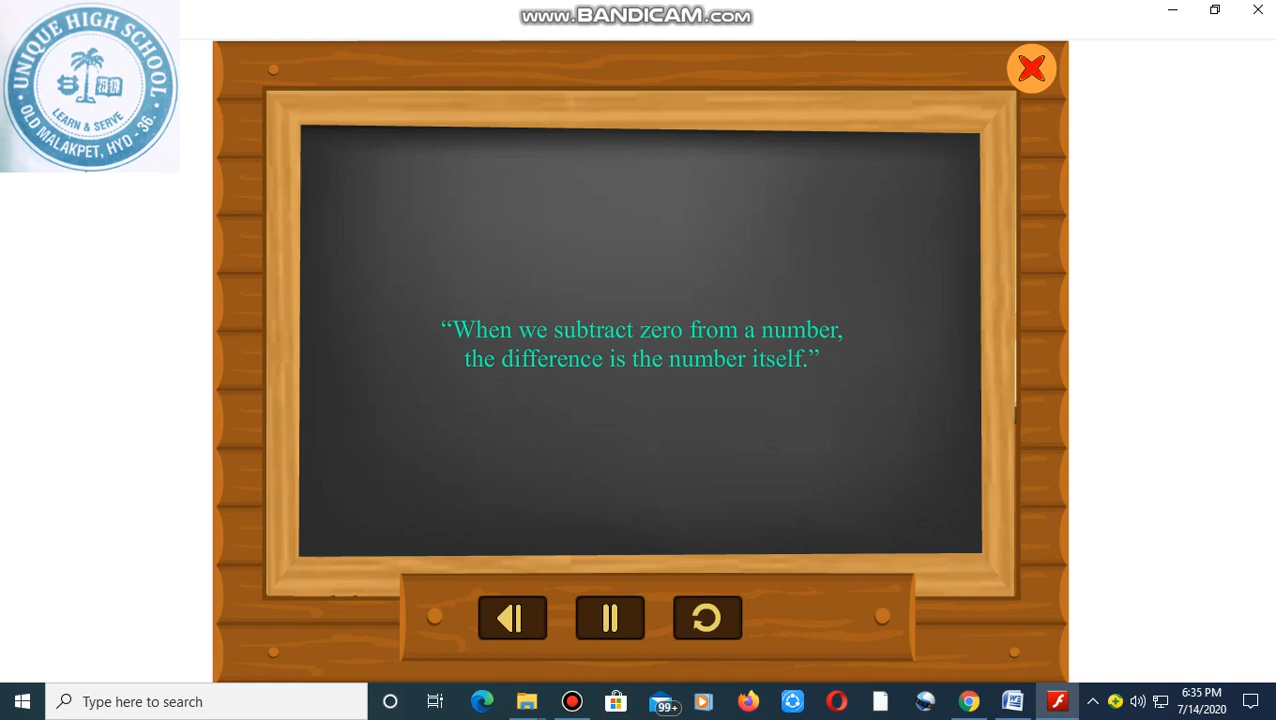 www.BANDICAM.com
UNIQUE HIGH SCHOOL
LEARN & SERVE
OLD MALAKPET, HYD - 36.
“When we subtract zero from a number,
the difference is the number itself.”
Type here to search
99+
6:35 PM
7/14/2020